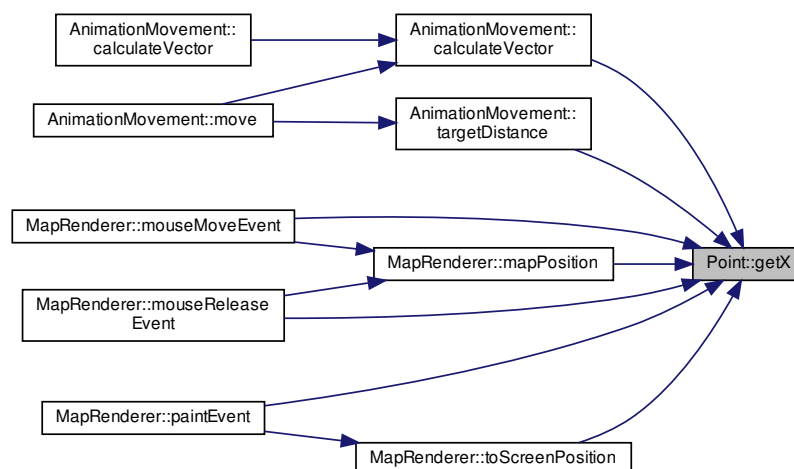 AnimationMovement::
calculateVector
AnimationMovement::
calculateVector
AnimationMovement::move
AnimationMovement::
targetDistance
MapRenderer::mouseMoveEvent
MapRenderer::mapPosition
Point::getX
MapRenderer::mouseRelease
Event
MapRenderer::paintEvent
MapRenderer::toScreenPosition